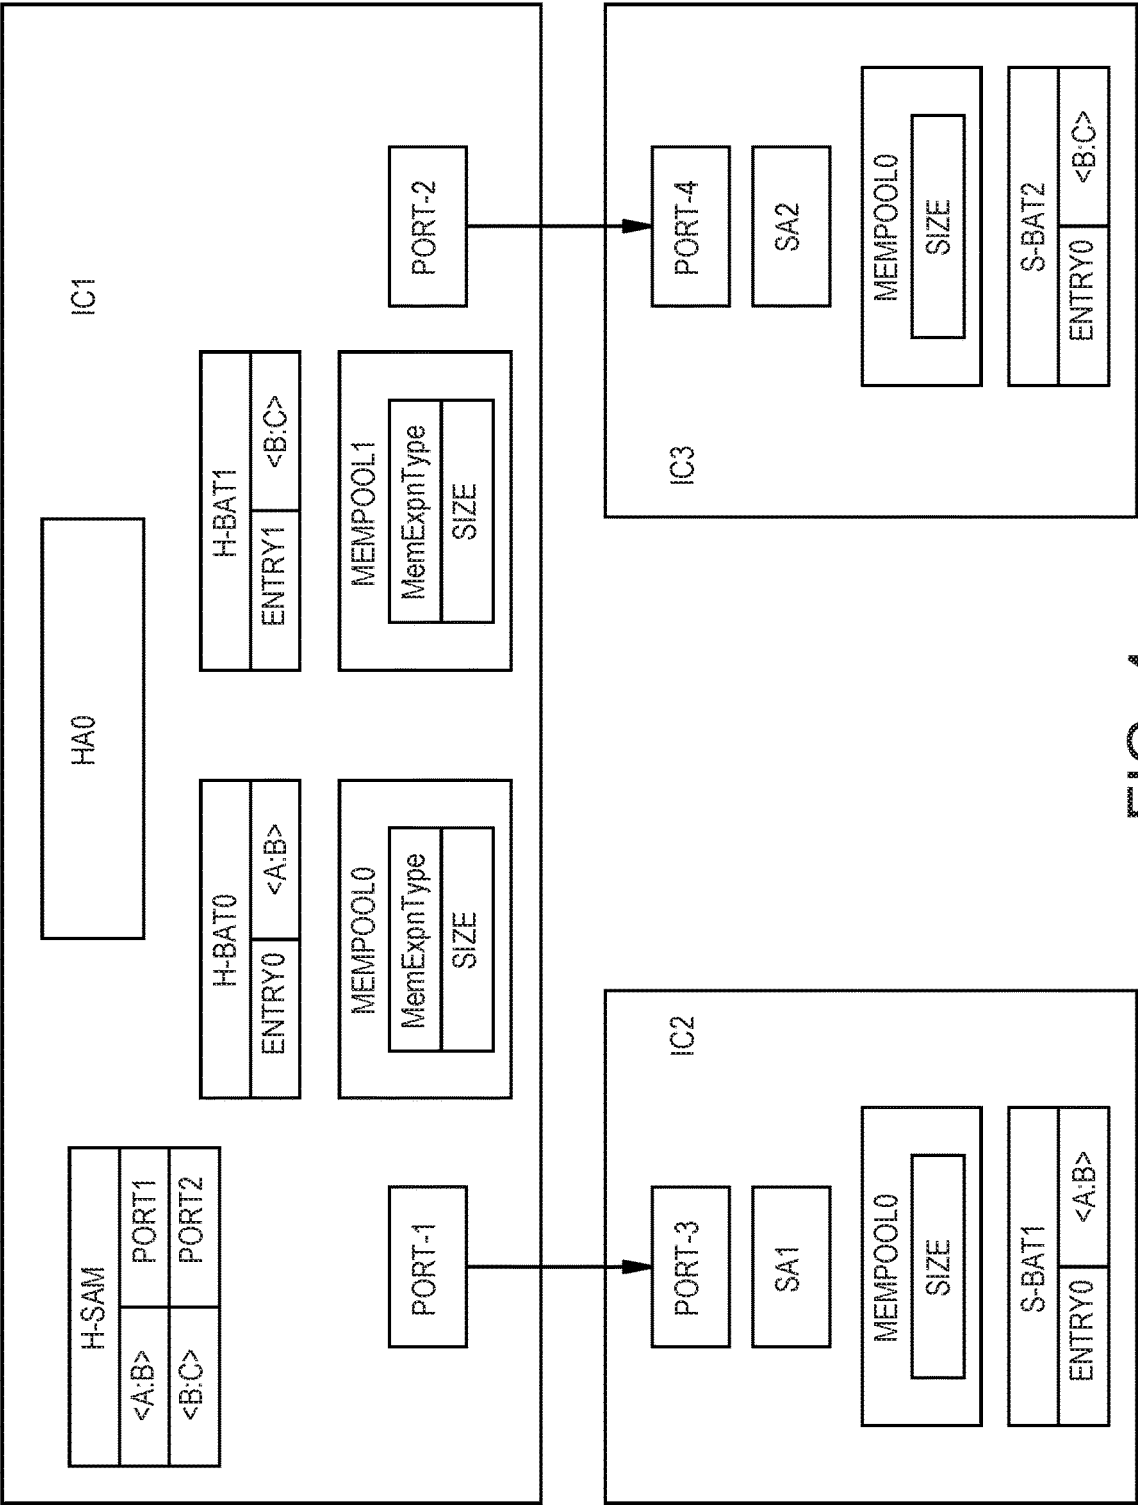 IC1
HA0
H-SAM
<A:B> PORT1
<B:C> PORT2
H-BAT0
ENTRY0 <A:B>
H-BAT1
ENTRY1 <B:C>
MEMPOOL0
MemExpnType
SIZE
MEMPOOL1
MemExpnType
SIZE
PORT-1
PORT-2
IC2
PORT-3
SA1
MEMPOOL0
SIZE
S-BAT1
ENTRY0 <A:B>
IC3
PORT-4
SA2
MEMPOOL0
SIZE
S-BAT2
ENTRY0 <B:C>